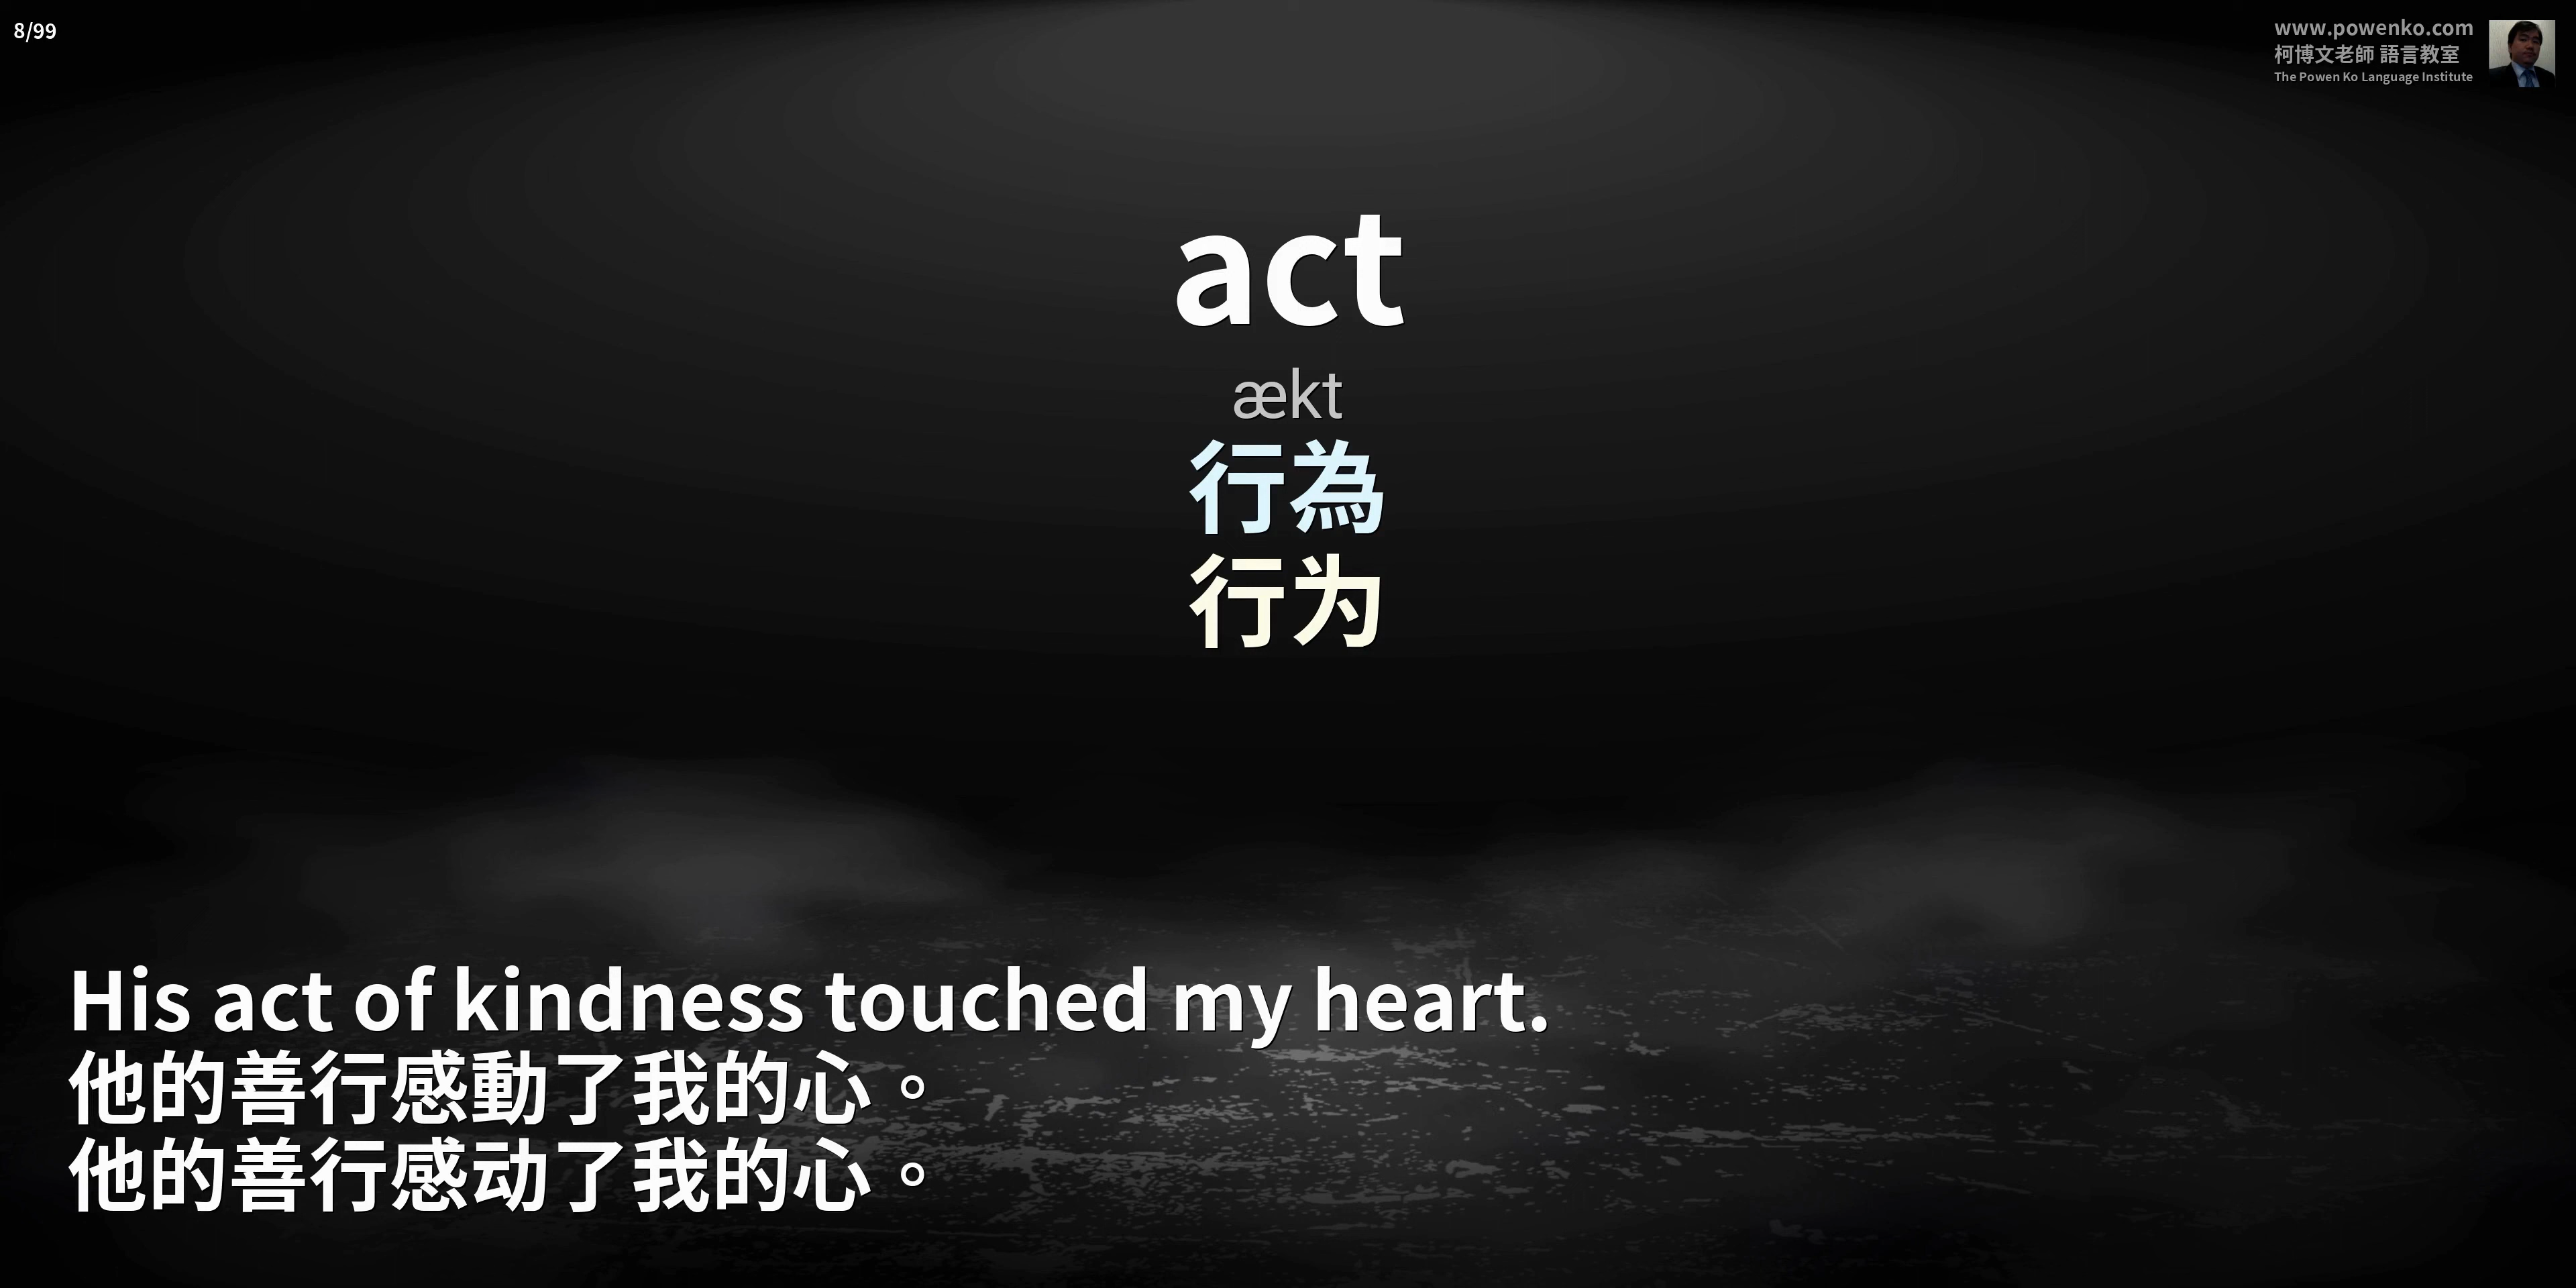 8/99
www.powenko.com
柯博文老師 語言教室
The Powen Ko Language Institute
act
ækt
行為
行为
His act of kindness touched my heart.
他的善行感動了我的心。
他的善行感动了我的心。